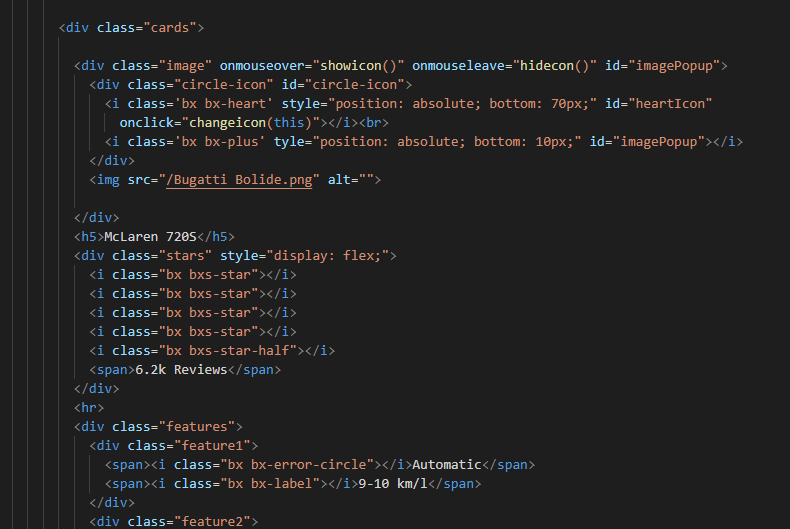 <div class="cards">
<div class="image" onmouseover="showicon()" onmouseleave="hidecon()" id="imagePopup">
<div class="circle-icon" id="circle-icon">
<i class='bx bx-heart' style="position: absolute; bottom: 70px;" id="heartIcon"
onclick="changeicon(this)"></i><br>
<i class='bx bx-plus' tyle="position: absolute; bottom: 10px;" id="imagePopup"></i>
</div>
<img src="/Bugatti Bolide.png" alt="">
</div>
<h5>McLaren 720S</h5>
<div class="stars" style="display: flex;">
<i class="bx bxs-star"></i>
<i class="bx bxs-star"></i>
<i class="bx bxs-star"></i>
<i class="bx bxs-star"></i>
<i class="bx bxs-star-half"></i>
<span>6.2k Reviews</span>
</div>
<hr>
<div class="features">
<div class="feature1">
<span><i class="bx bx-error-circle"></i>Automatic</span>
<span><i class="bx bx-label"></i>9-10 km/l</span>
</div>
<div class="feature2">